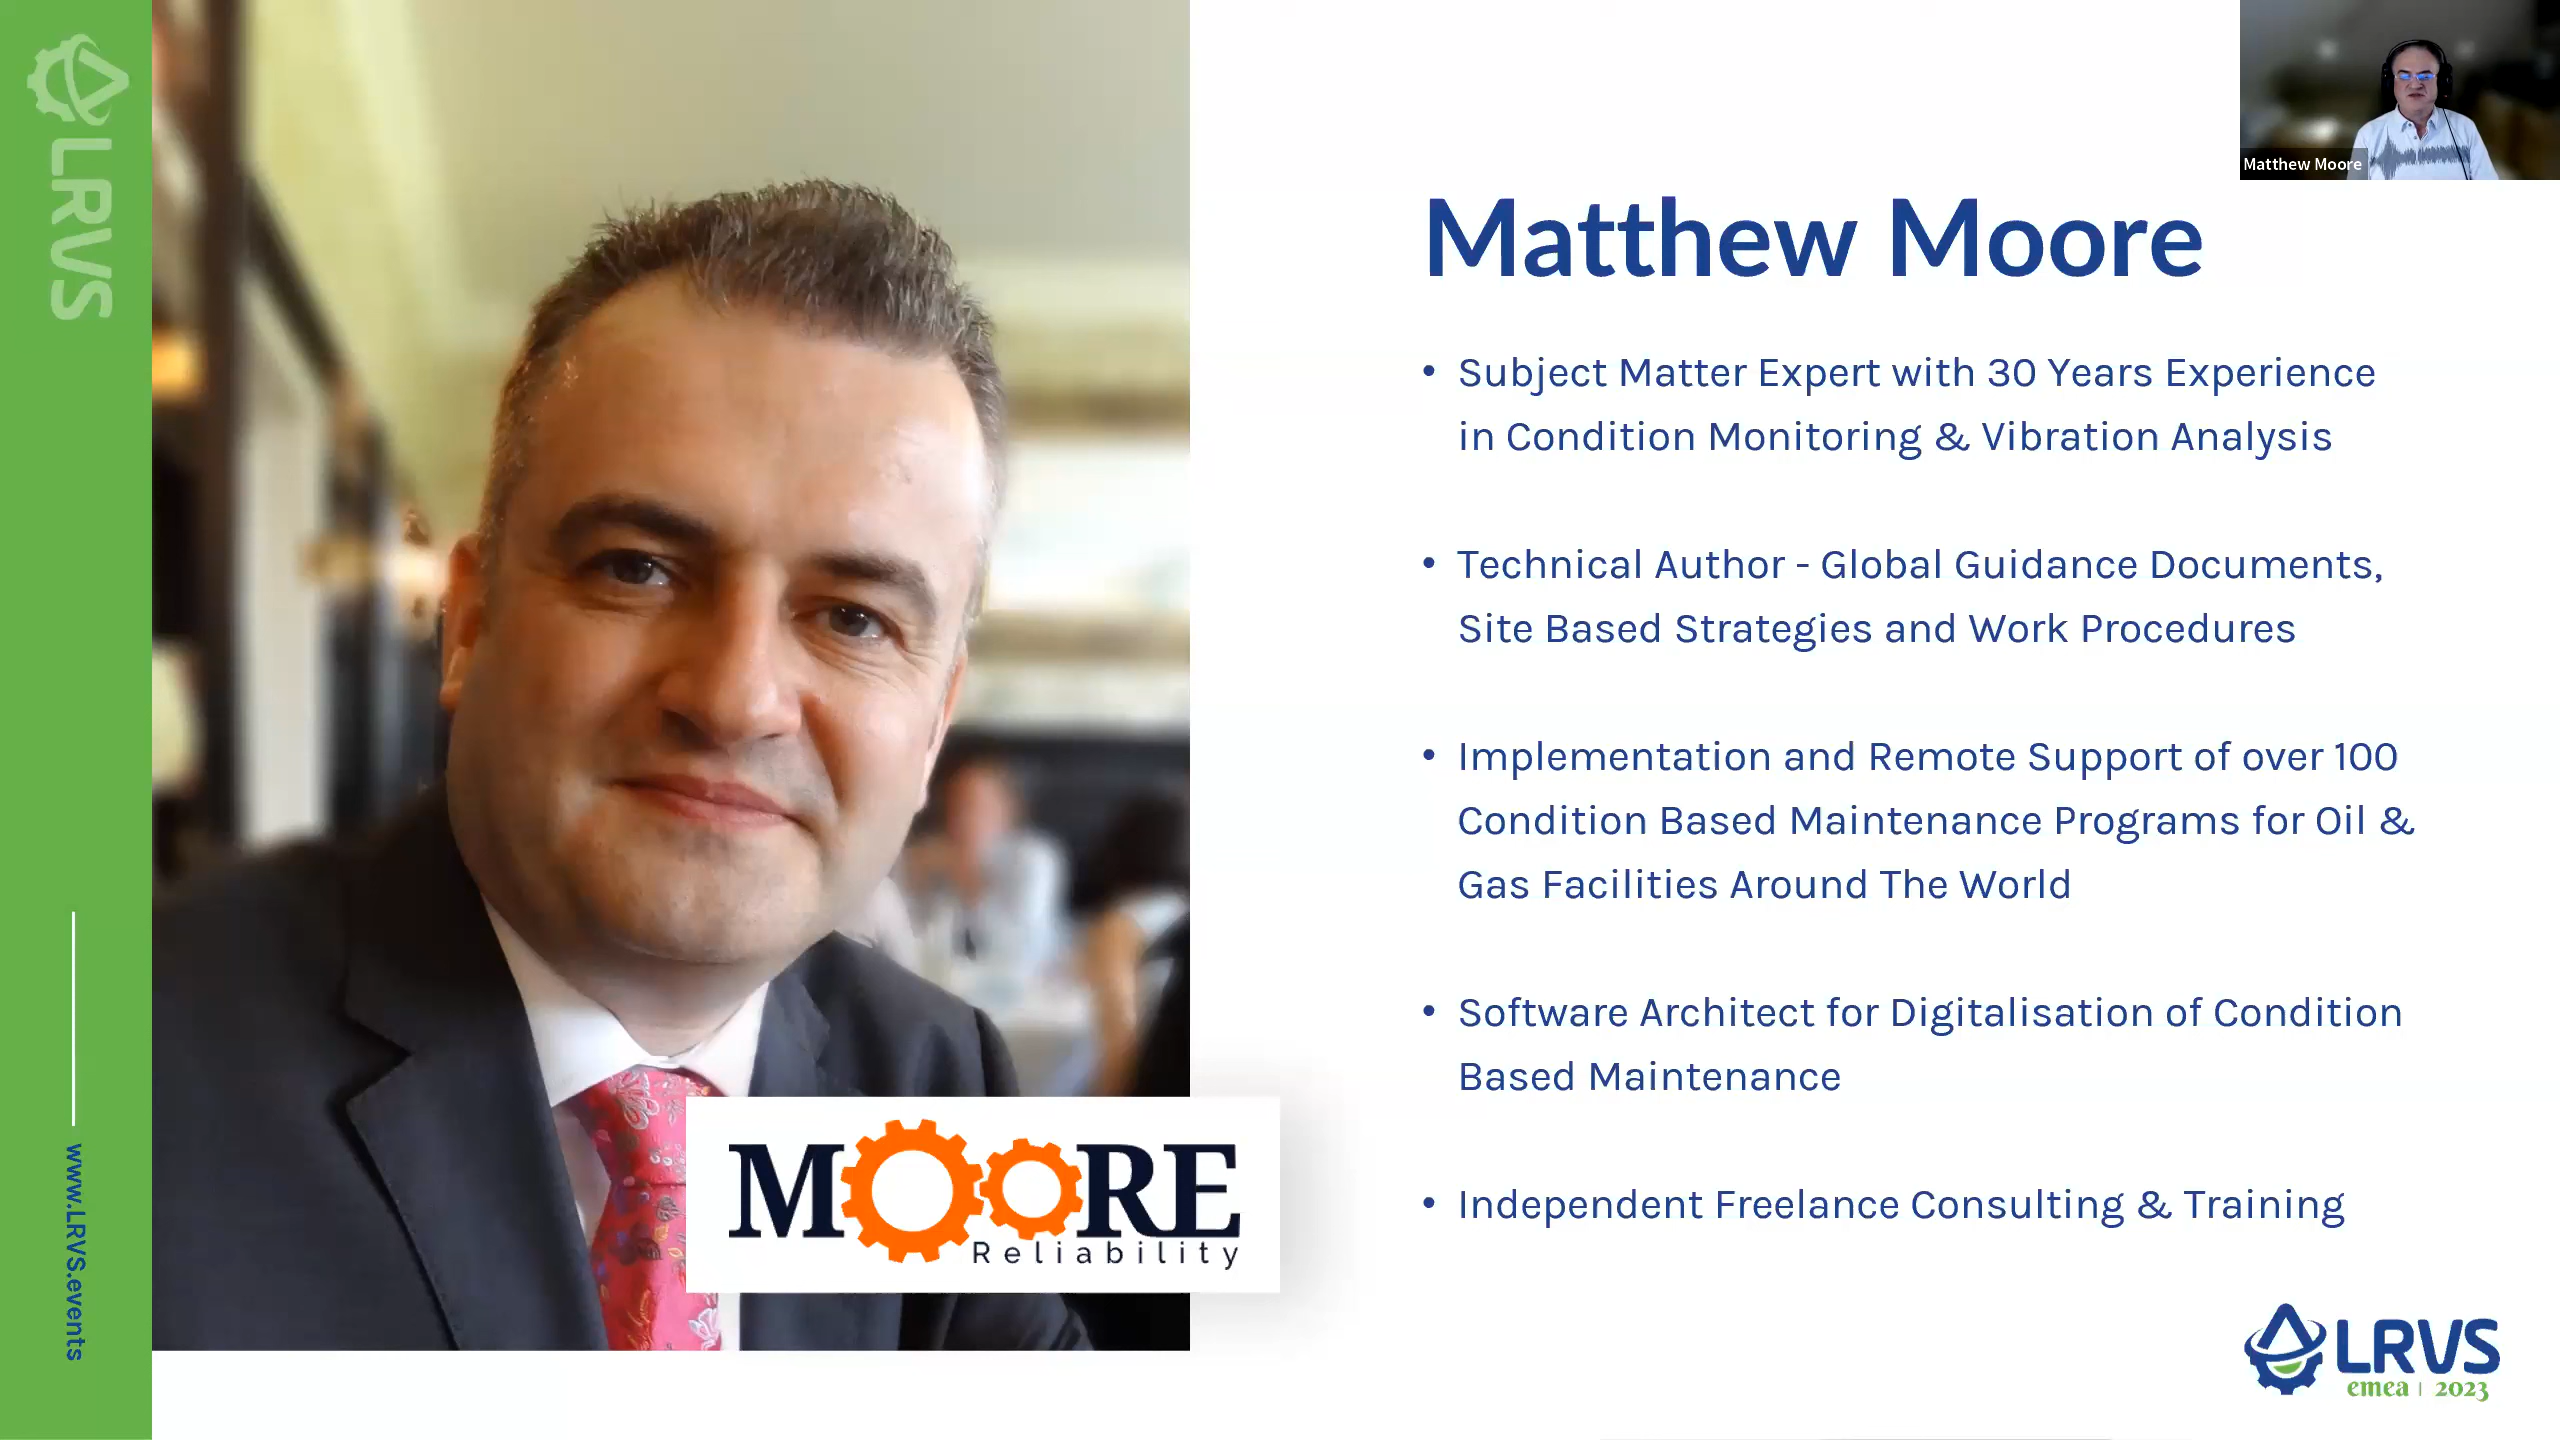 LRVS
www.LRVS.events
Matthew Moore
Matthew Moore
• Subject Matter Expert with 30 Years Experience
in Condition Monitoring & Vibration Analysis
• Technical Author - Global Guidance Documents,
Site Based Strategies and Work Procedures
• Implementation and Remote Support of over 100
Condition Based Maintenance Programs for Oil &
Gas Facilities Around The World
• Software Architect for Digitalisation of Condition
Based Maintenance
• Independent Freelance Consulting & Training
MOORE
Reliability
LRVS
emea | 2023